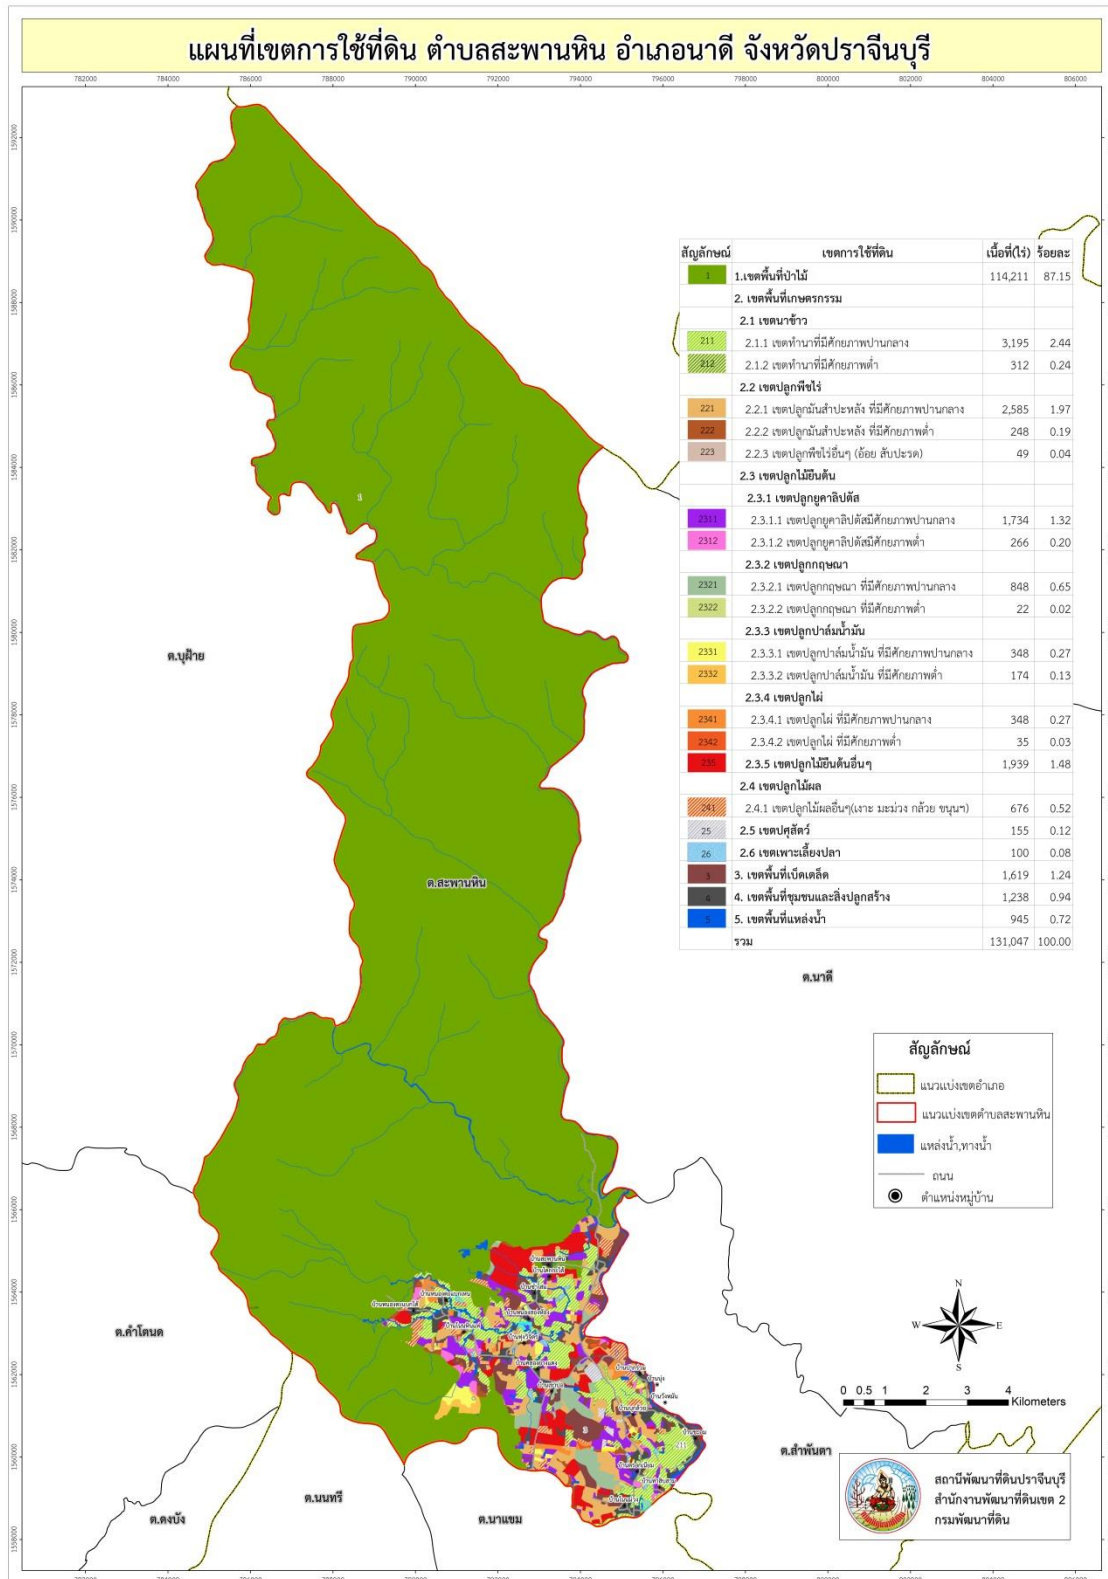 แผนที่เขตการใช้ที่ดิน ตำบลสะพานหิน อำเภอนาดี จังหวัดปราจีนบุรี
782000 784000 786000 788000 790000 792000 794000 796000 798000 800000 802000 804000 806000
1592000
1590000
1588000
1586000
1584000
1582000
1580000
1578000
1576000
1574000
1572000
1570000
1568000
1566000
1564000
1562000
1560000
1558000
สัญลักษณ์ เขตการใช้ที่ดิน เนื้อที่(ไร่) ร้อยละ
1 1.เขตพื้นที่ป่าไม้ 114,211 87.15
2. เขตพื้นที่เกษตรกรรม
2.1 เขตนาข้าว
211 2.1.1 เขตทำนาที่มีศักยภาพปานกลาง 3,195 2.44
212 2.1.2 เขตทำนาที่มีศักยภาพต่ำ 312 0.24
2.2 เขตปลูกพืชไร่
221 2.2.1 เขตปลูกมันสำปะหลัง ที่มีศักยภาพปานกลาง 2,585 1.97
222 2.2.2 เขตปลูกมันสำปะหลัง ที่มีศักยภาพต่ำ 248 0.19
223 2.2.3 เขตปลูกพืชไร่อื่นๆ (อ้อย สับปะรด) 49 0.04
2.3 เขตปลูกไม้ยืนต้น
2.3.1 เขตปลูกยูคาลิปตัส
2311 2.3.1.1 เขตปลูกยูคาลิปตัสมีศักยภาพปานกลาง 1,734 1.32
2312 2.3.1.2 เขตปลูกยูคาลิปตัสมีศักยภาพต่ำ 266 0.20
2.3.2 เขตปลูกกฤษณา
2321 2.3.2.1 เขตปลูกกฤษณา ที่มีศักยภาพปานกลาง 848 0.65
2322 2.3.2.2 เขตปลูกกฤษณา ที่มีศักยภาพต่ำ 22 0.02
2.3.3 เขตปลูกปาล์มน้ำมัน
2331 2.3.3.1 เขตปลูกปาล์มน้ำมัน ที่มีศักยภาพปานกลาง 348 0.27
2332 2.3.3.2 เขตปลูกปาล์มน้ำมัน ที่มีศักยภาพต่ำ 174 0.13
2.3.4 เขตปลูกไผ่
2341 2.3.4.1 เขตปลูกไผ่ ที่มีศักยภาพปานกลาง 348 0.27
2342 2.3.4.2 เขตปลูกไผ่ ที่มีศักยภาพต่ำ 35 0.03
235 2.3.5 เขตปลูกไม้ยืนต้นอื่นๆ 1,939 1.48
2.4 เขตปลูกไม้ผล
241 2.4.1 เขตปลูกไม้ผลอื่นๆ(เงาะ มะม่วง กล้วย ขนุนฯ) 676 0.52
25 2.5 เขตปศุสัตว์ 155 0.12
26 2.6 เขตเพาะเลี้ยงปลา 100 0.08
3 3. เขตพื้นที่เบ็ดเตล็ด 1,619 1.24
4 4. เขตพื้นที่ชุมชนและสิ่งปลูกสร้าง 1,238 0.94
5 5. เขตพื้นที่แหล่งน้ำ 945 0.72
รวม 131,047 100.00
1
ต.บุฝ้าย
ต.สะพานหิน
ต.นาดี
สัญลักษณ์
แนวแบ่งเขตอำเภอ
แนวแบ่งเขตตำบลสะพานหิน
แหล่งน้ำ,ทางน้ำ
ถนน
ตำแหน่งหมู่บ้าน
บ้านสะพานหิน
ต.คำโตนด
N
W E
S
0 0.5 1 2 3 4
Kilometers
3
211
ต.สำพันตา
ต.นนทรี
ต.ดงบัง
ต.นาแขม
สถานีพัฒนาที่ดินปราจีนบุรี
สำนักงานพัฒนาที่ดินเขต 2
กรมพัฒนาที่ดิน